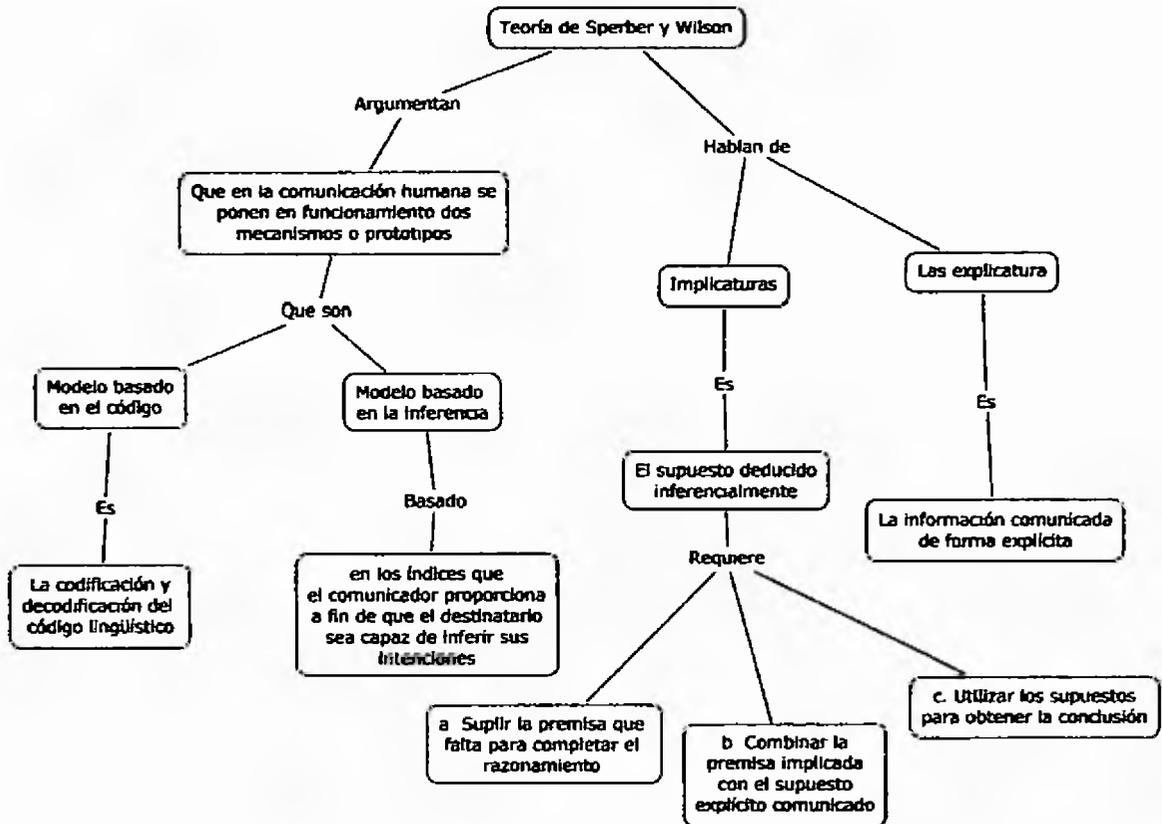 Teoría de Sperber y Wilson
Argumentan
Hablan de
Que en la comunicación humana se
ponen en funcionamiento dos
mecanismos o prototipos
Las explicatura
Implicaturas
Que son
Modelo basado
en el código
Modelo basado
en la inferencia
Es
Es
El supuesto deducido
inferencialmente
Es
Basado
La información comunicada
de forma explícita
Requiere
La codificación y
decodificación del
código lingüístico
en los índices que
el comunicador proporciona
a fin de que el destinatario
sea capaz de inferir sus
intenciones
a Suplir la premisa que
falta para completar el
razonamiento
b Combinar la
premisa implicada
con el supuesto
explícito comunicado
c. Utilizar los supuestos
para obtener la conclusión